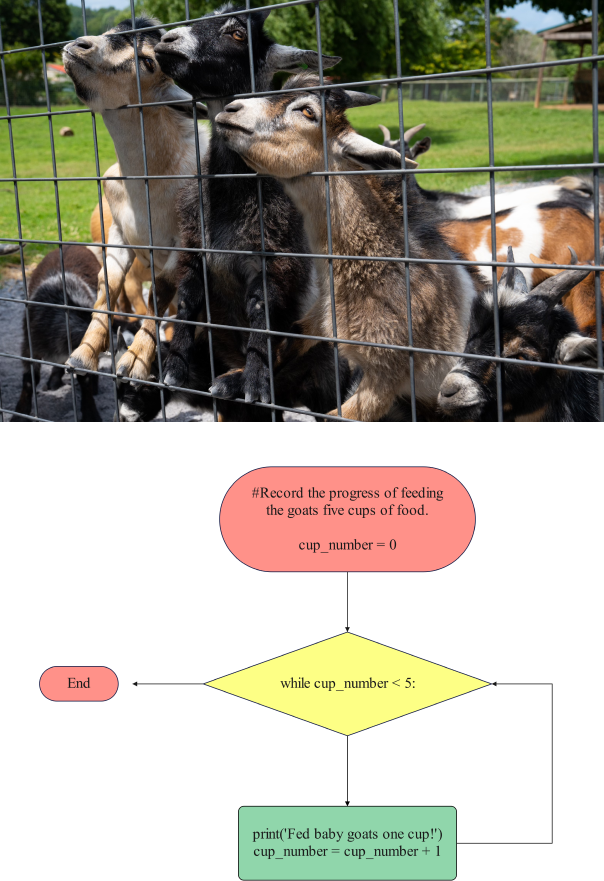 #Record the progress of feeding
the goats five cups of food.
cup_number = 0
while cup_number < 5:
End
print('Fed baby goats one cup!')
cup_number = cup_number + 1